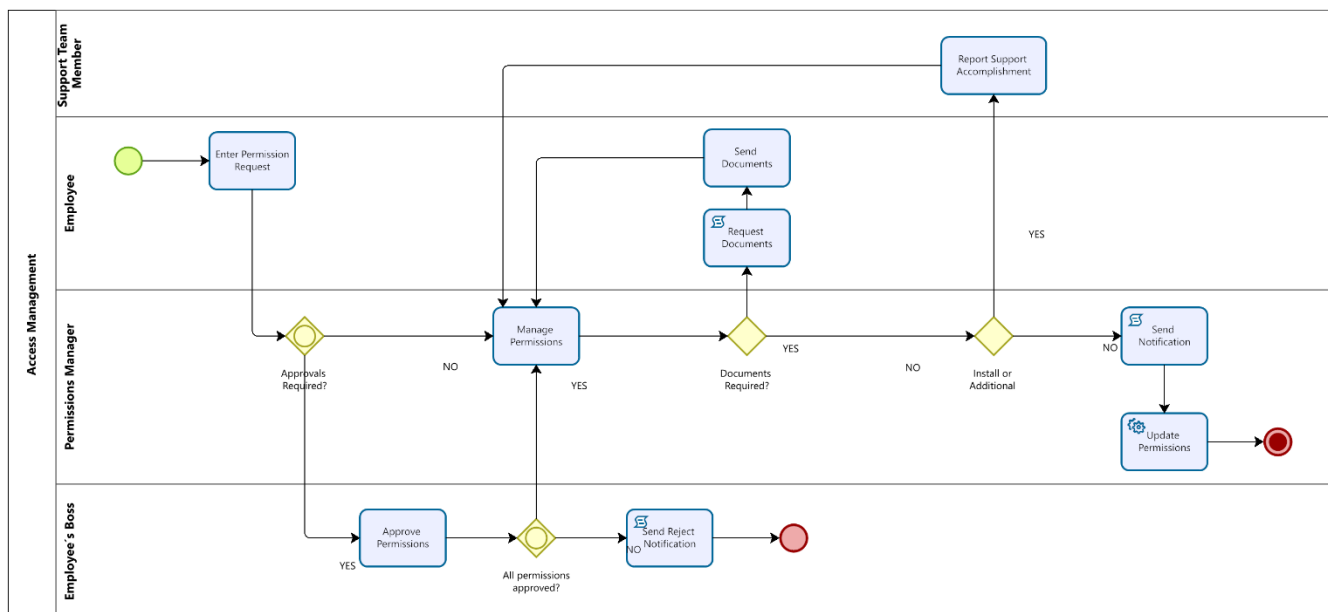 Access Management
Support Team
Member
Report Support
Accomplishment
Employee
Enter Permission
Request
Send
Documents
Request
Documents
YES
Permissions Manager
Approvals
Required?
NO
Manage
Permissions
YES
Documents
Required?
YES
NO
Install or
Additional
NO
Send
Notification
Update
Permissions
Employee´s Boss
YES
Approve
Permissions
All permissions
approved?
NO
Send Reject
Notification